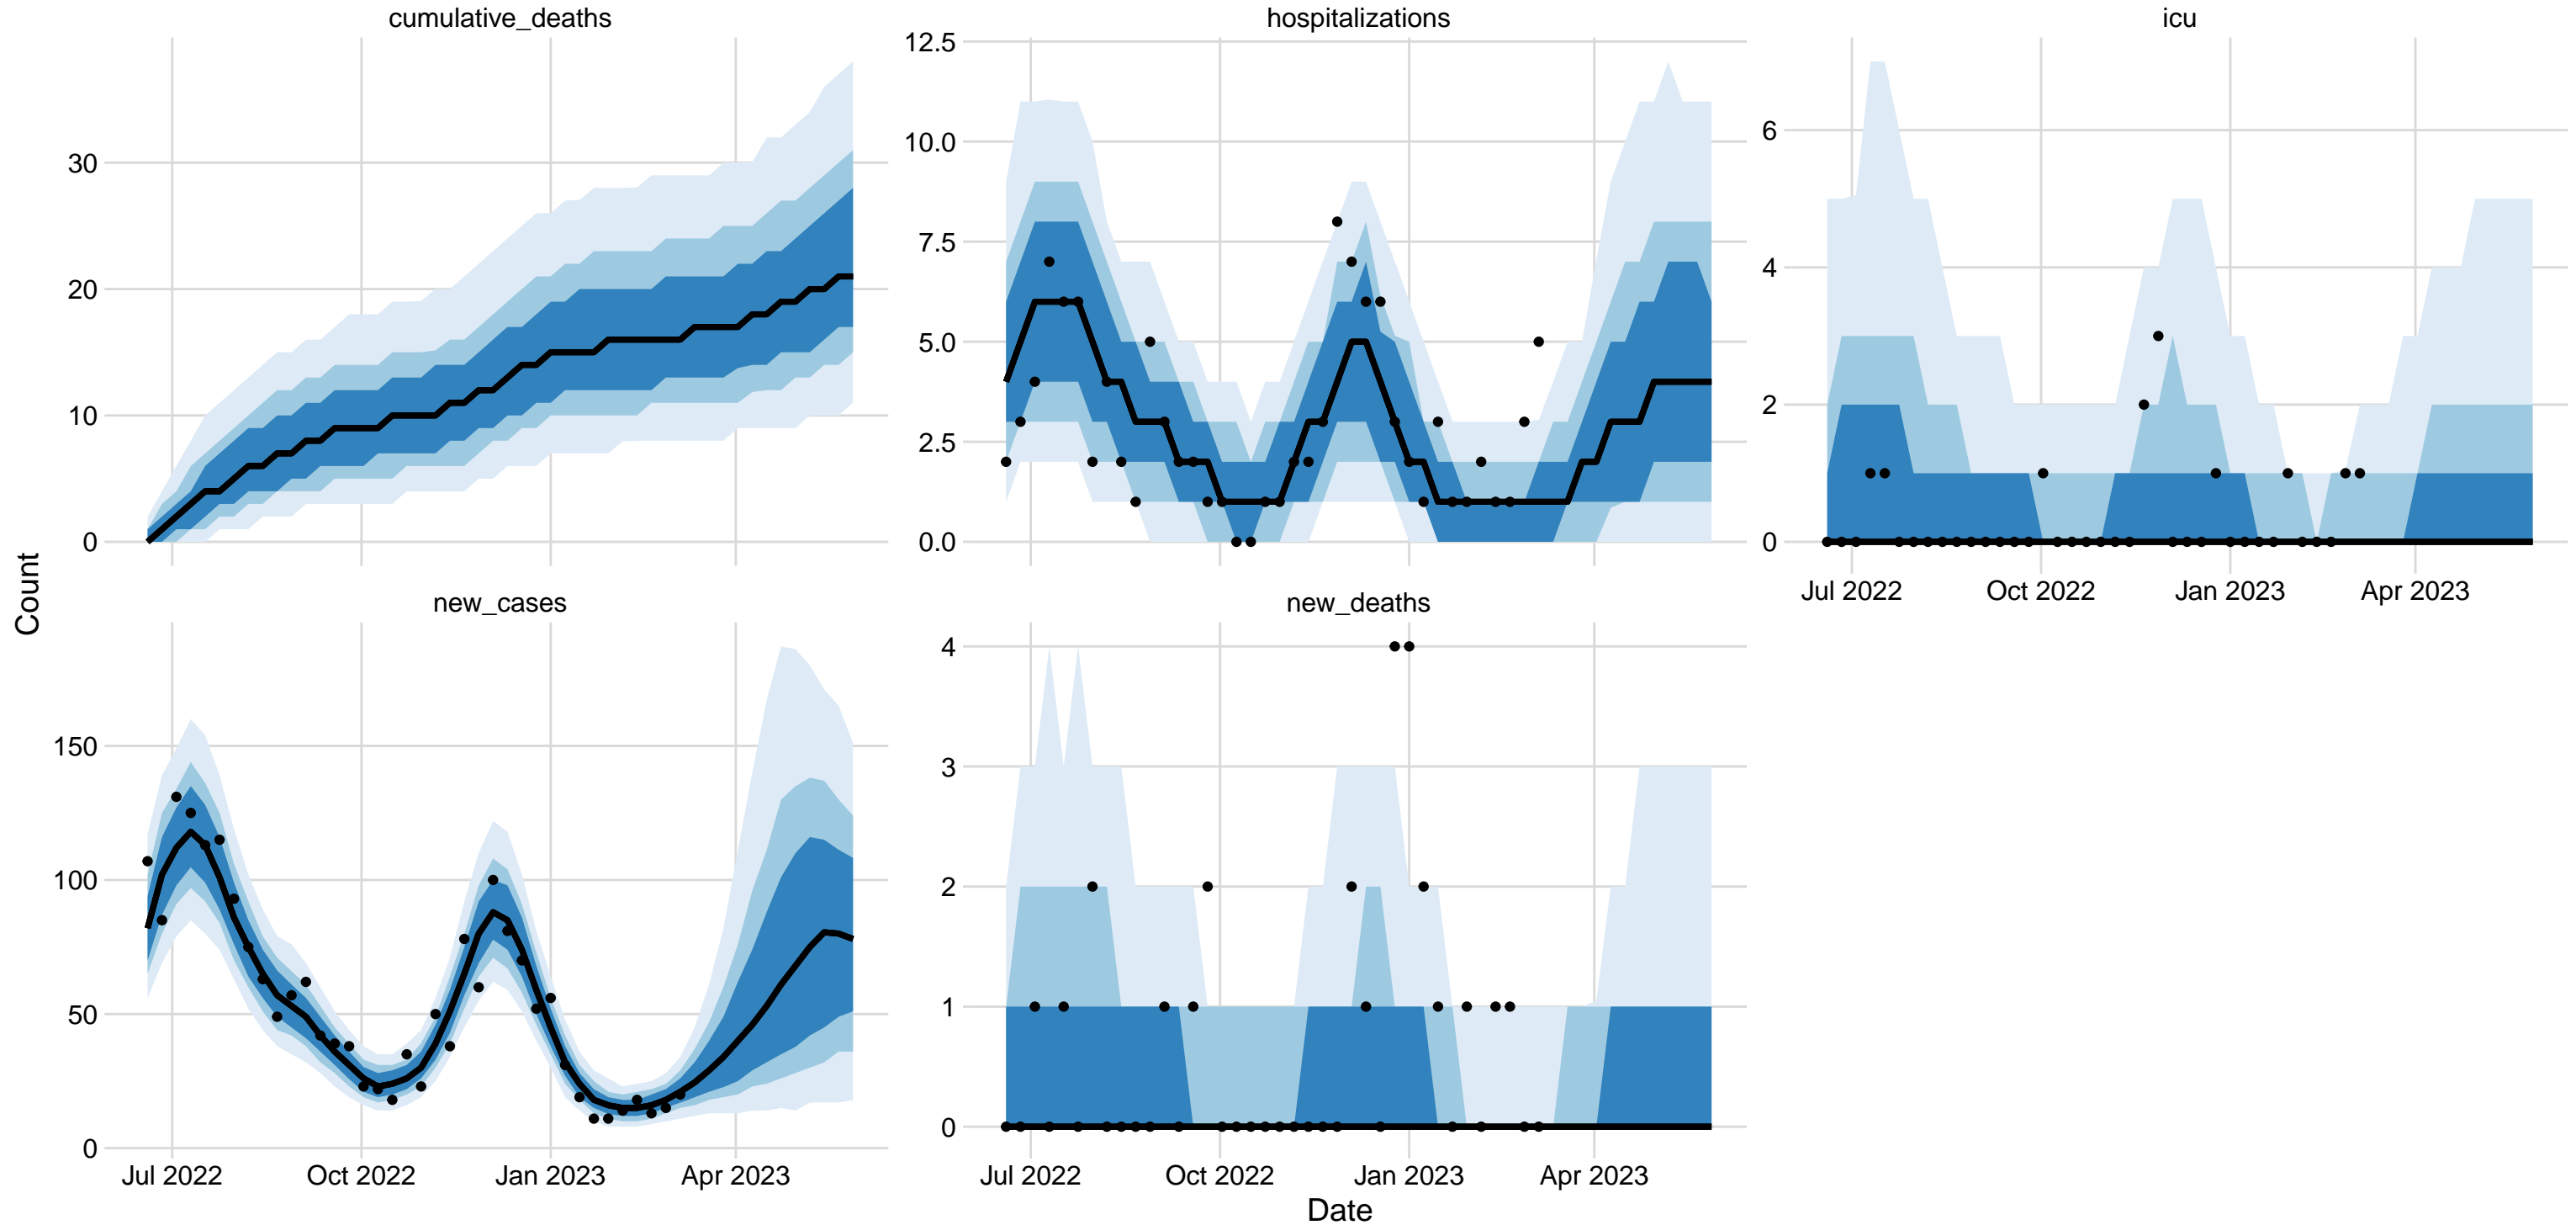 cumulative_deaths
hospitalizations
icu
30
20
10
0
12.5
10.0
7.5
5.0
2.5
0.0
6
4
2
0
Jul 2022 Oct 2022 Jan 2023 Apr 2023
Count
new_cases
new_deaths
150
100
50
0
4
3
2
1
0
Jul 2022 Oct 2022 Jan 2023 Apr 2023
Jul 2022 Oct 2022 Jan 2023 Apr 2023
Date